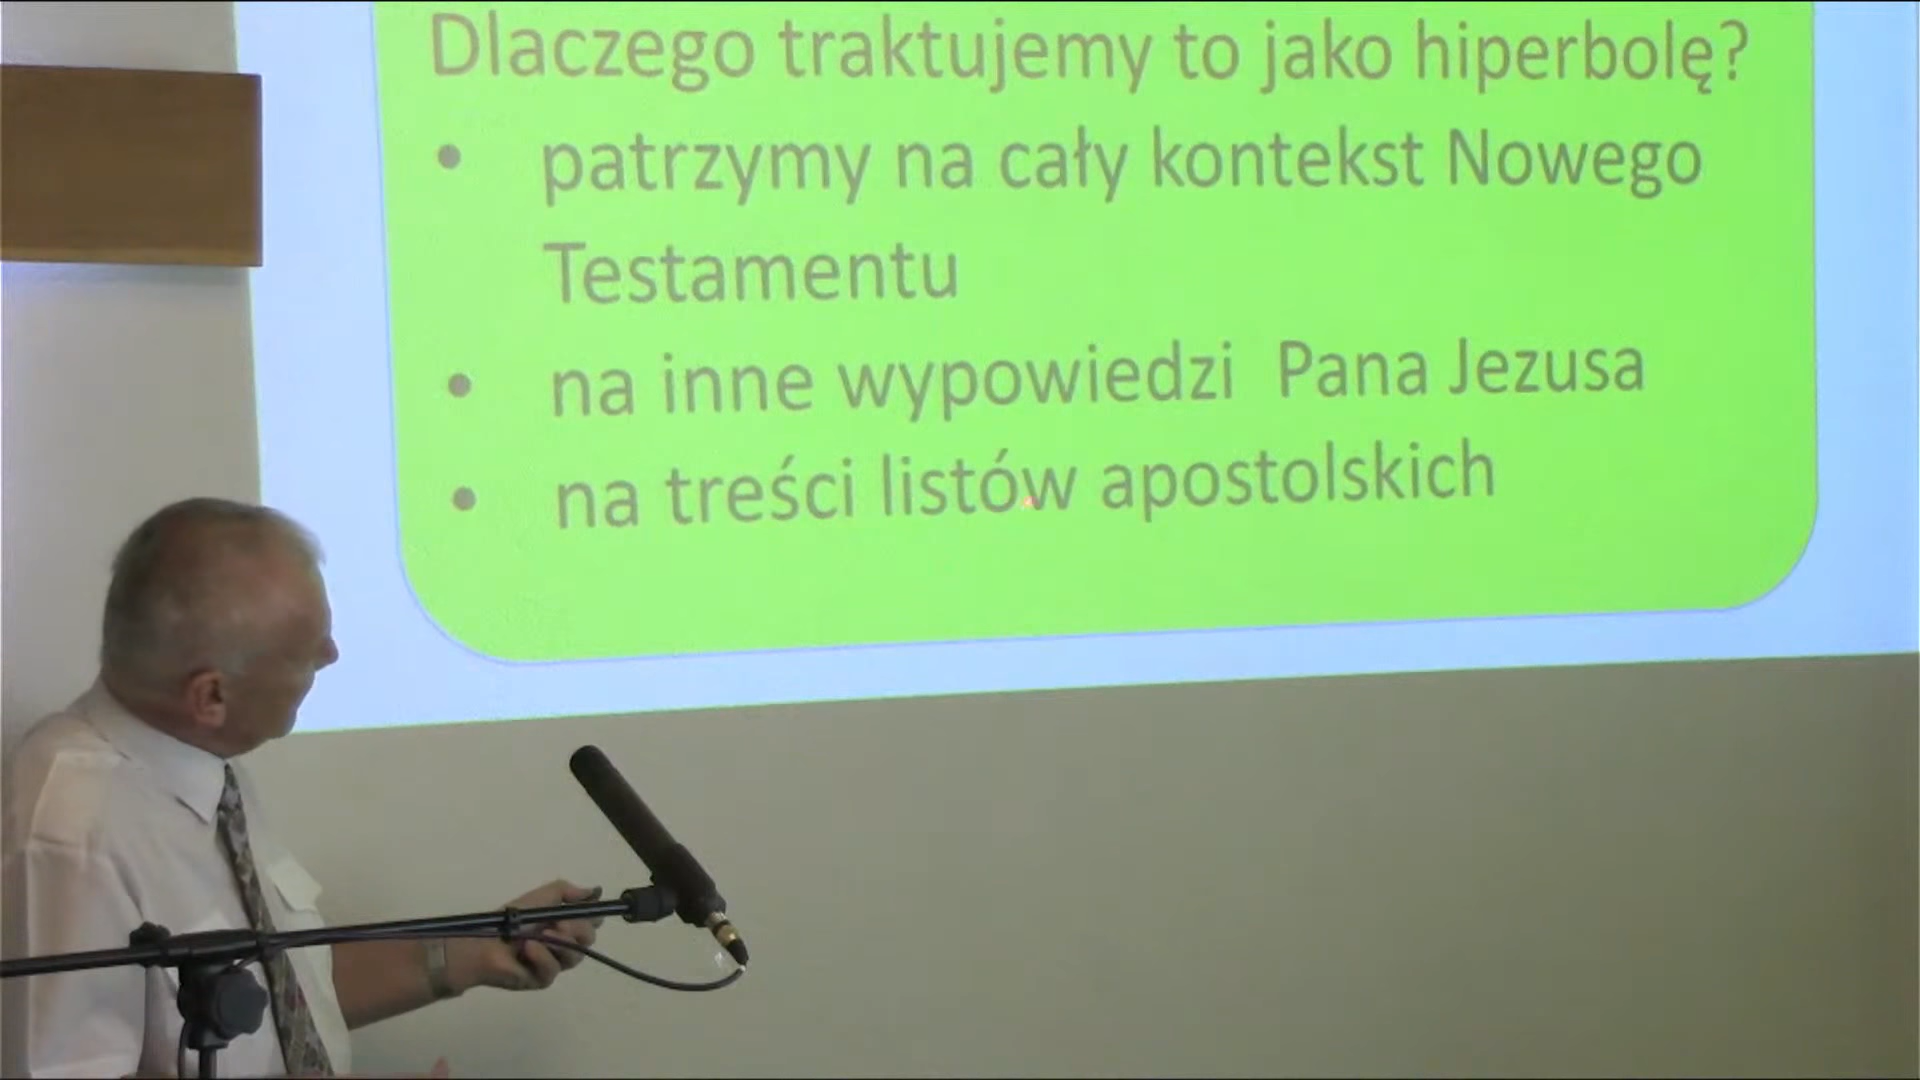 Dlaczego traktujemy to jako hiperbolę?
• patrzymy na cały kontekst Nowego
Testamentu
• na inne wypowiedzi Pana Jezusa
• na treści listów apostolskich